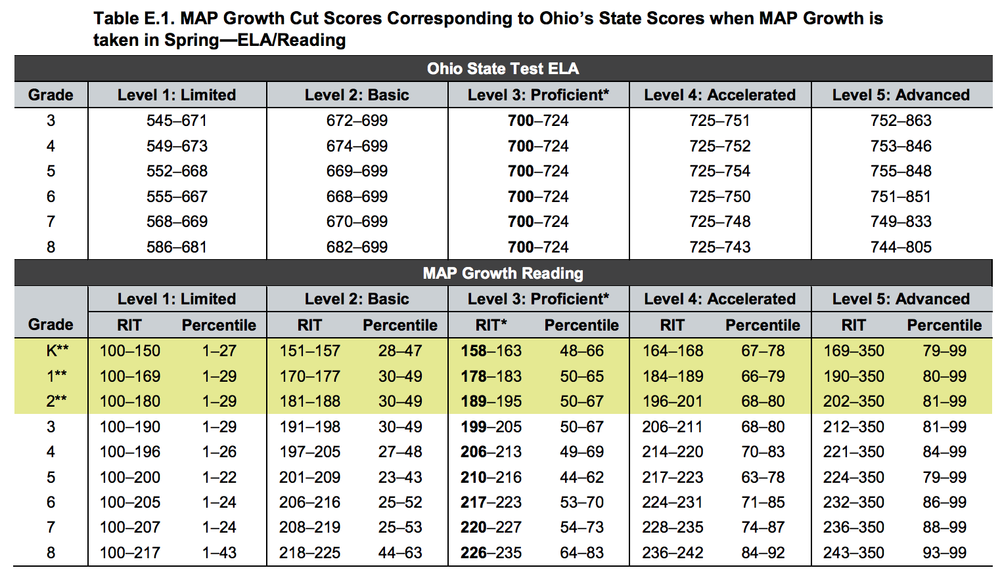 Table E.1. MAP Growth Cut Scores Corresponding to Ohio’s State Scores when MAP Growth is
taken in Spring—ELA/Reading
Ohio State Test ELA
Grade Level 1: Limited Level 2: Basic Level 3: Proficient* Level 4: Accelerated Level 5: Advanced
3 545–671 672–699 700–724 725–751 752–863
4 549–673 674–699 700–724 725–752 753–846
5 552–668 669–699 700–724 725–754 755–848
6 555–667 668–699 700–724 725–750 751–851
7 568–669 670–699 700–724 725–748 749–833
8 586–681 682–699 700–724 725–743 744–805
MAP Growth Reading
Level 1: Limited Level 2: Basic Level 3: Proficient* Level 4: Accelerated Level 5: Advanced
Grade RIT Percentile RIT Percentile RIT* Percentile RIT Percentile RIT Percentile
K** 100–150 1–27 151–157 28–47 158–163 48–66 164–168 67–78 169–350 79–99
1** 100–169 1–29 170–177 30–49 178–183 50–65 184–189 66–79 190–350 80–99
2** 100–180 1–29 181–188 30–49 189–195 50–67 196–201 68–80 202–350 81–99
3 100–190 1–29 191–198 30–49 199–205 50–67 206–211 68–80 212–350 81–99
4 100–196 1–26 197–205 27–48 206–213 49–69 214–220 70–83 221–350 84–99
5 100–200 1–22 201–209 23–43 210–216 44–62 217–223 63–78 224–350 79–99
6 100–205 1–24 206–216 25–52 217–223 53–70 224–231 71–85 232–350 86–99
7 100–207 1–24 208–219 25–53 220–227 54–73 228–235 74–87 236–350 88–99
8 100–217 1–43 218–225 44–63 226–235 64–83 236–242 84–92 243–350 93–99